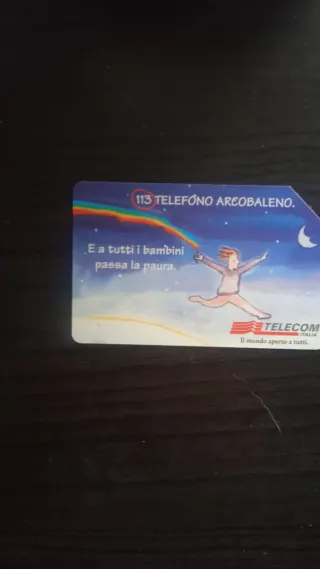 113 TELEFONO ARCOBALENO.
E a tutti i bambini
passa la paura.
TELECOM
ITALIA
Il mondo aperto a tutti.